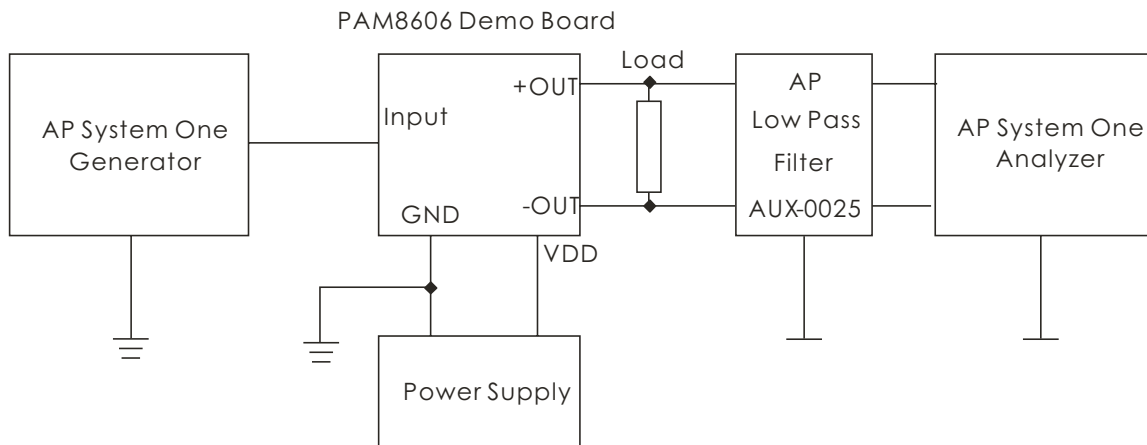 PAM8606 Demo Board
AP System One
Generator
Input
+OUT
-OUT
GND
VDD
Load
AP
Low Pass
Filter
AUX-0025
AP System One
Analyzer
Power Supply